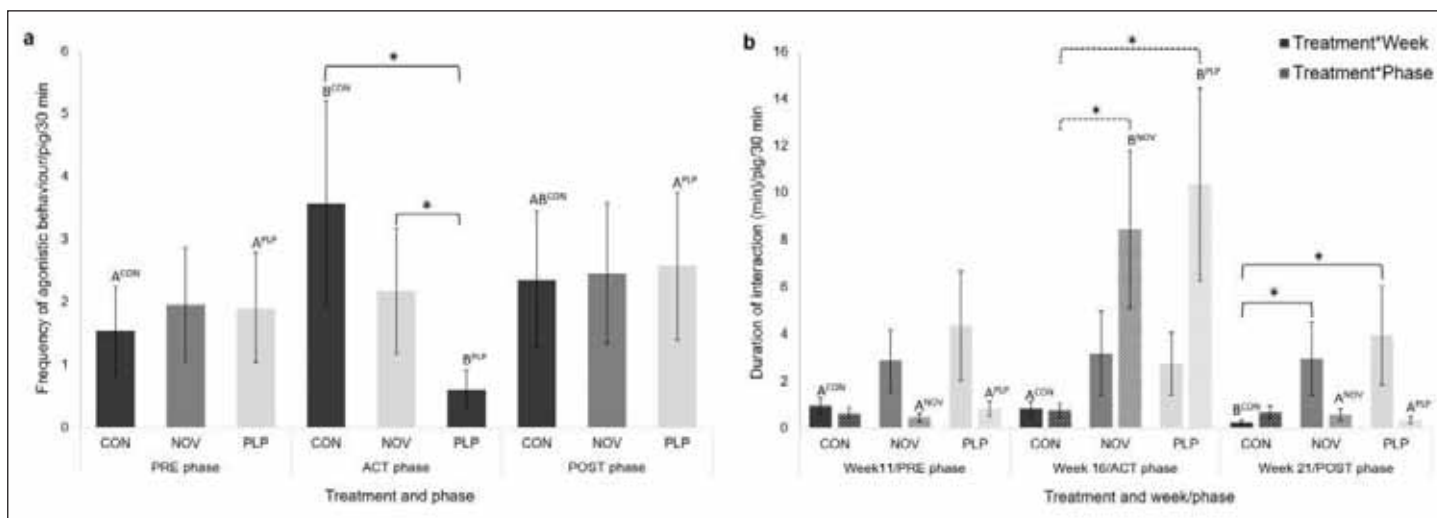 a
Frequency of agonistic behaviour/pig/30 min
6
5
4
3
2
1
0
A^CON
A^PLP
B^CON
*
*
B^PLP
AB^CON
A^PLP
CON NOV PLP CON NOV PLP CON NOV PLP
PRE phase ACT phase POST phase
Treatment and phase
b
Duration of interaction (min)/pig/30 min
16
14
12
10
8
6
4
2
0
Treatment*Week
Treatment*Phase
A^CON
A^NOV
A^PLP
A^CON
*
B^NOV
*
B^PLP
B^CON
*
A^NOV
*
A^PLP
CON NOV PLP CON NOV PLP CON NOV PLP
Week11/PRE phase Week 16/ACT phase Week 21/POST phase
Treatment and week/phase